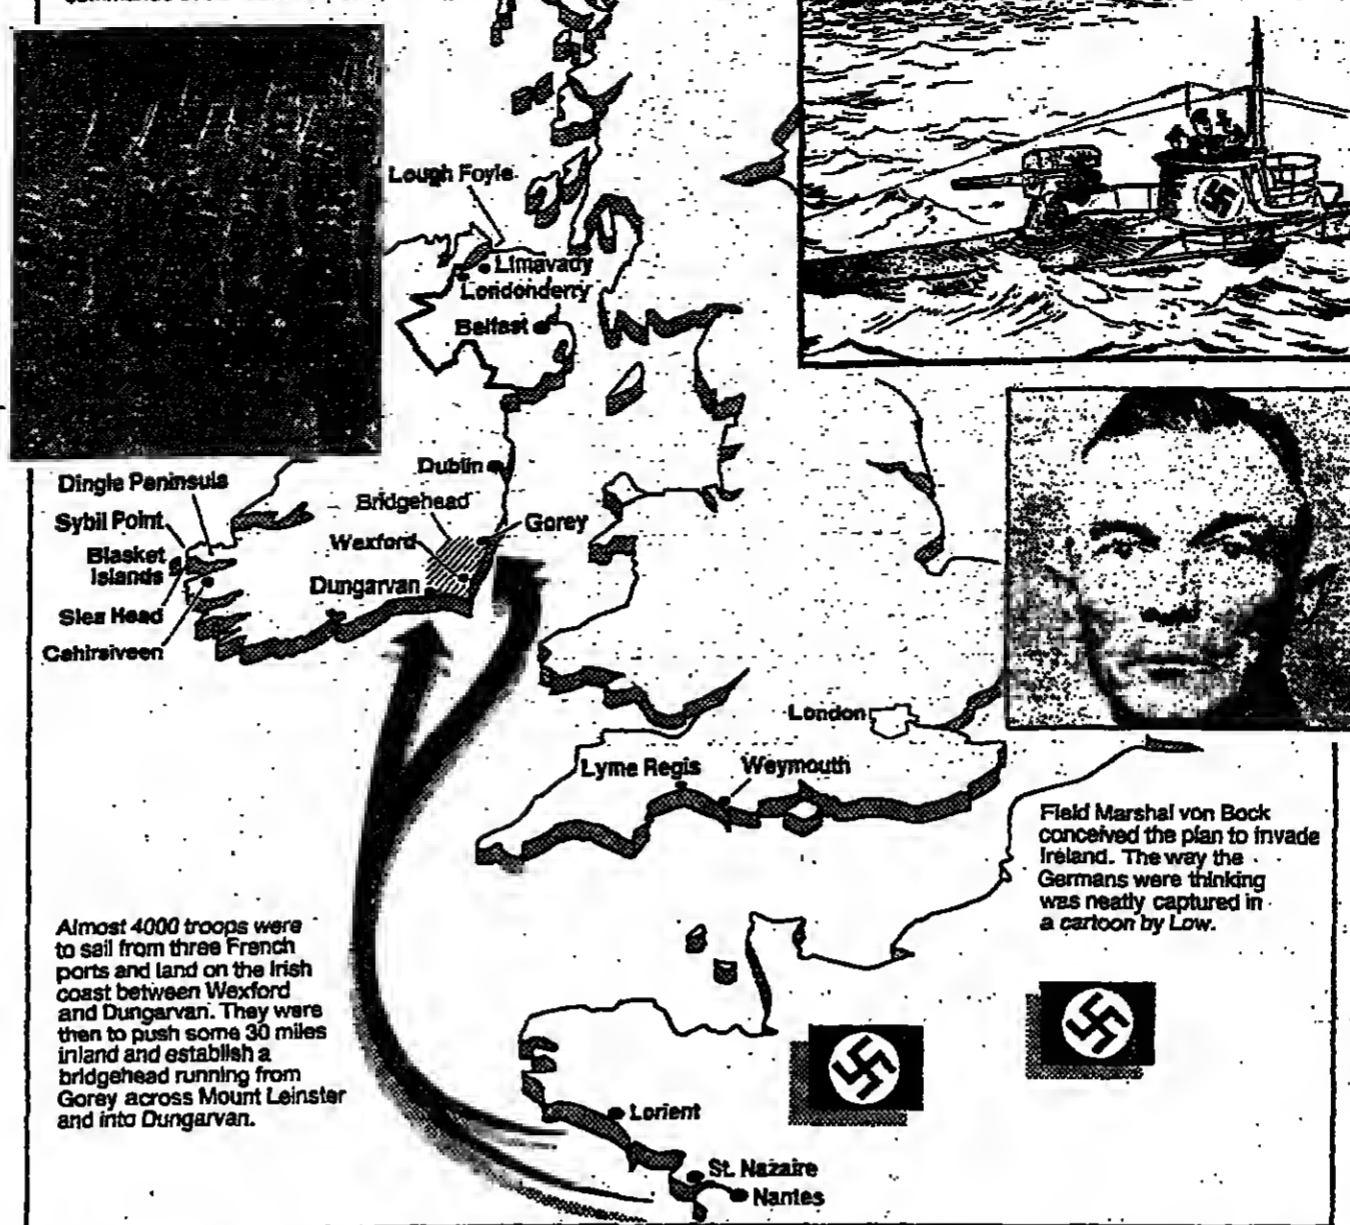 Lough Foyle
Limavady
Londonderry
Belfast
Dublin
Dingle Peninsula
Bridgehead
Sybil Point
Gorey
Wexford
Blasket
Islands
Dungarvan
Slea Head
Cahirsiveen
London
Lyme Regis
Weymouth
Field Marshal von Bock
conceived the plan to invade
Ireland. The way the
Germans were thinking
was neatly captured in
a cartoon by Low.
Almost 4000 troops were
to sail from three French
ports and land on the Irish
coast between Wexford
and Dungarvan. They were
then to push some 30 miles
inland and establish a
bridgehead running from
Gorey across Mount Leinster
and into Dungarvan.
Lorient
St. Nazaire
Nantes